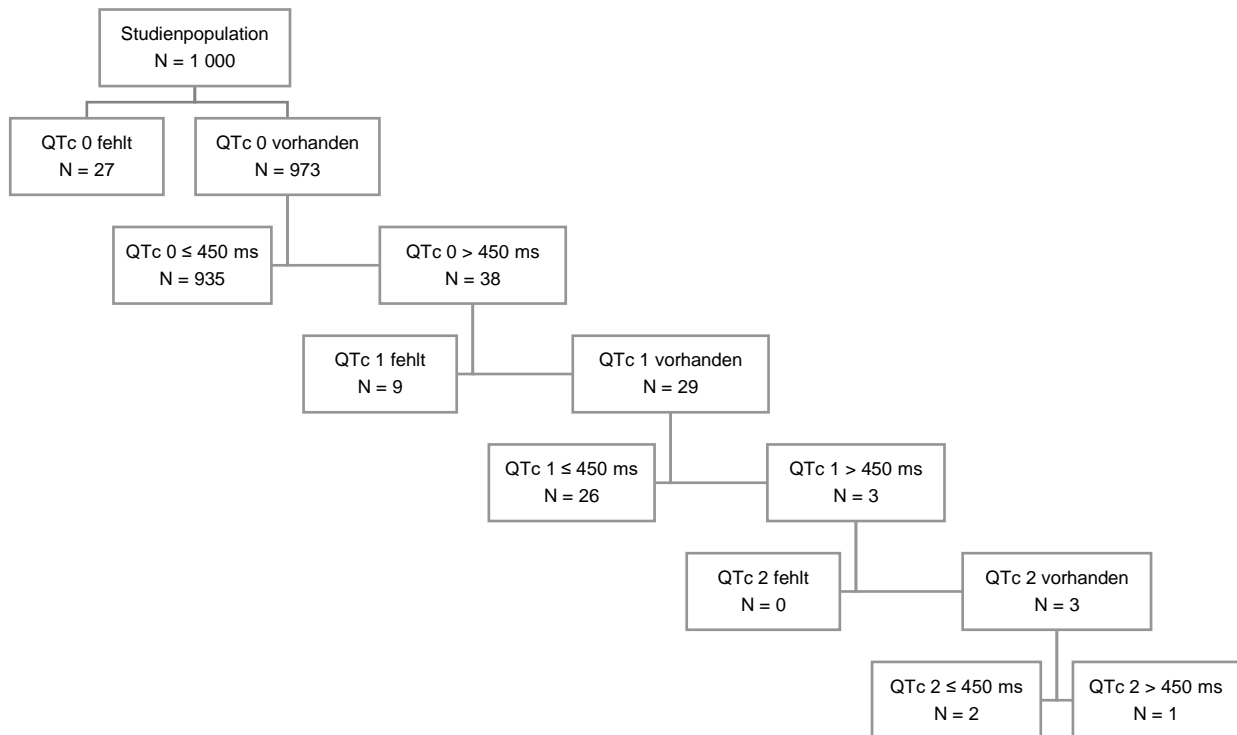 Studienpopulation
N = 1 000
QTc 0 fehlt
N = 27
QTc 0 vorhanden
N = 973
QTc 0 ≤ 450 ms
N = 935
QTc 0 > 450 ms
N = 38
QTc 1 fehlt
N = 9
QTc 1 vorhanden
N = 29
QTc 1 ≤ 450 ms
N = 26
QTc 1 > 450 ms
N = 3
QTc 2 fehlt
N = 0
QTc 2 vorhanden
N = 3
QTc 2 ≤ 450 ms
N = 2
QTc 2 > 450 ms
N = 1